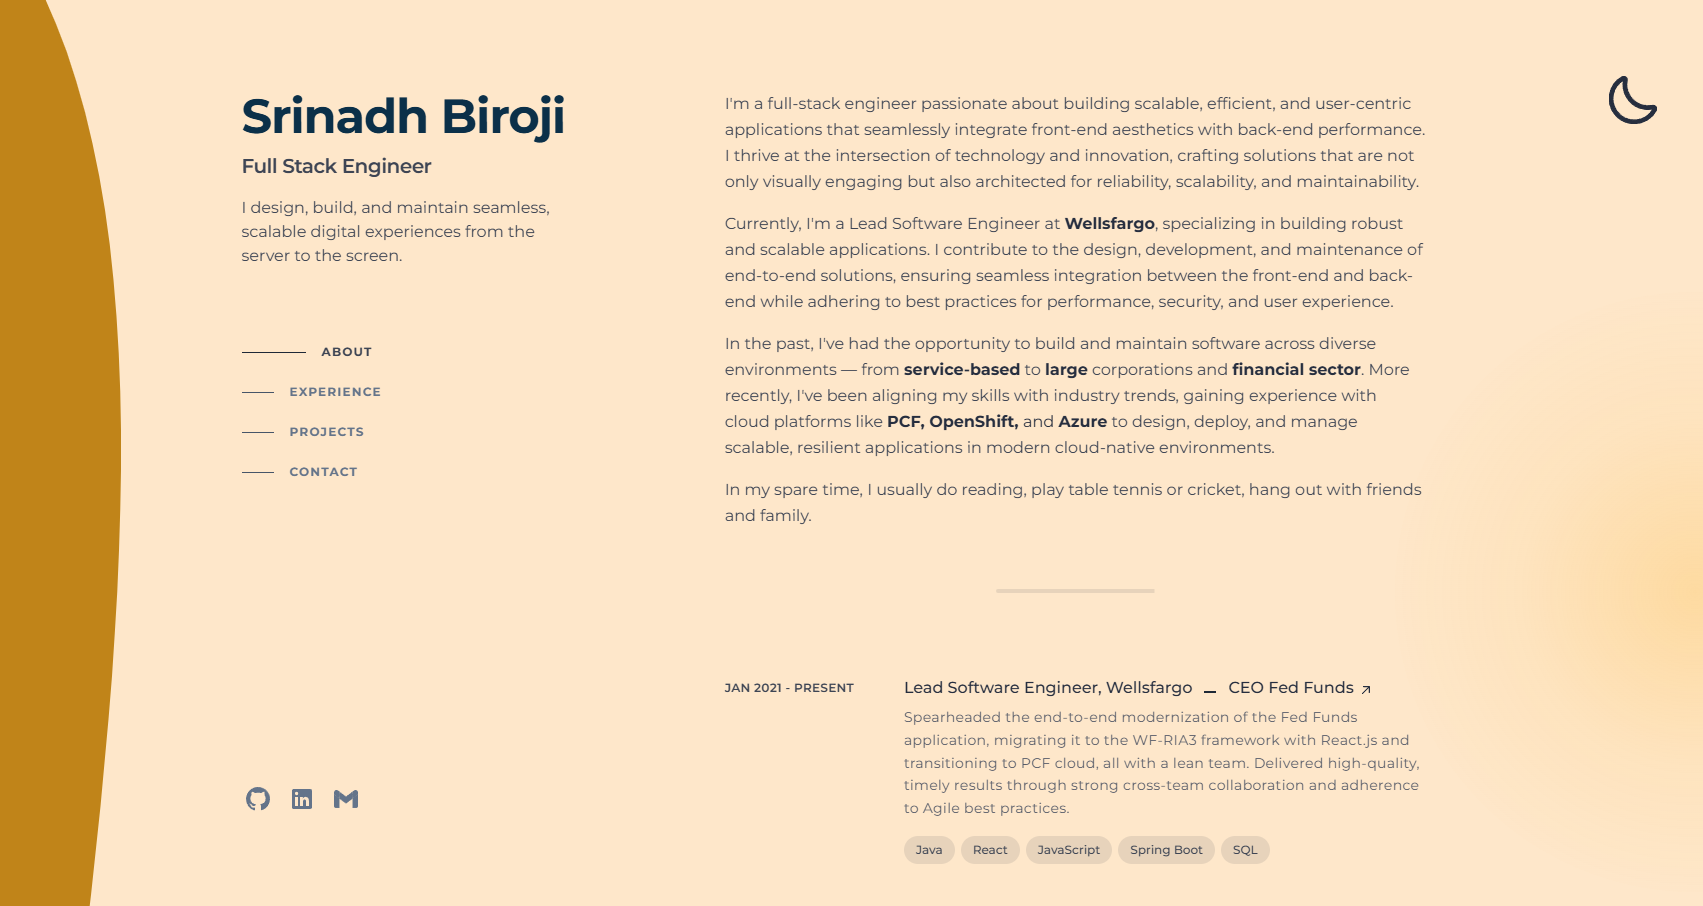 Srinadh Biroji
Full Stack Engineer
I design, build, and maintain seamless,
scalable digital experiences from the
server to the screen.
ABOUT
EXPERIENCE
PROJECTS
CONTACT
I'm a full-stack engineer passionate about building scalable, efficient, and user-centric
applications that seamlessly integrate front-end aesthetics with back-end performance.
I thrive at the intersection of technology and innovation, crafting solutions that are not
only visually engaging but also architected for reliability, scalability, and maintainability.
Currently, I'm a Lead Software Engineer at Wellsfargo, specializing in building robust
and scalable applications. I contribute to the design, development, and maintenance of
end-to-end solutions, ensuring seamless integration between the front-end and back-
end while adhering to best practices for performance, security, and user experience.
In the past, I've had the opportunity to build and maintain software across diverse
environments — from service-based to large corporations and financial sector. More
recently, I've been aligning my skills with industry trends, gaining experience with
cloud platforms like PCF, OpenShift, and Azure to design, deploy, and manage
scalable, resilient applications in modern cloud-native environments.
In my spare time, I usually do reading, play table tennis or cricket, hang out with friends
and family.
JAN 2021 - PRESENT
Lead Software Engineer, Wellsfargo – CEO Fed Funds
Spearheaded the end-to-end modernization of the Fed Funds
application, migrating it to the WF-RIA3 framework with React.js and
transitioning to PCF cloud, all with a lean team. Delivered high-quality,
timely results through strong cross-team collaboration and adherence
to Agile best practices.
Java React JavaScript Spring Boot SQL